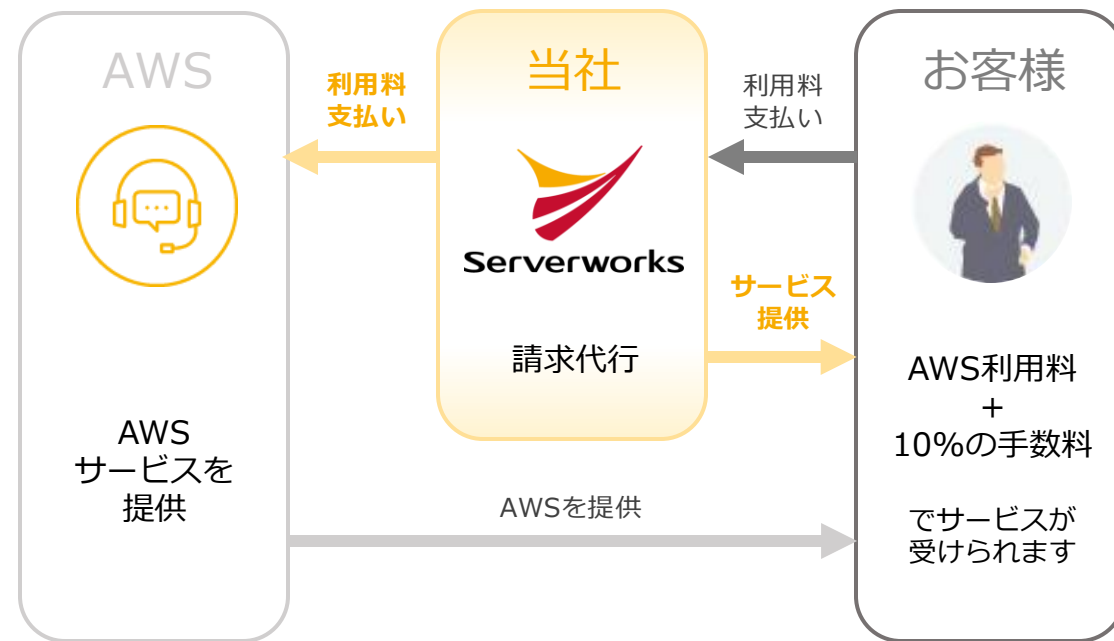 AWS
AWS
サービスを
提供
利用料
支払い
当社
Serverworks
請求代行
利用料
支払い
サービス
提供
AWSを提供
お客様
AWS利用料
+
10%の手数料
でサービスが
受けられます